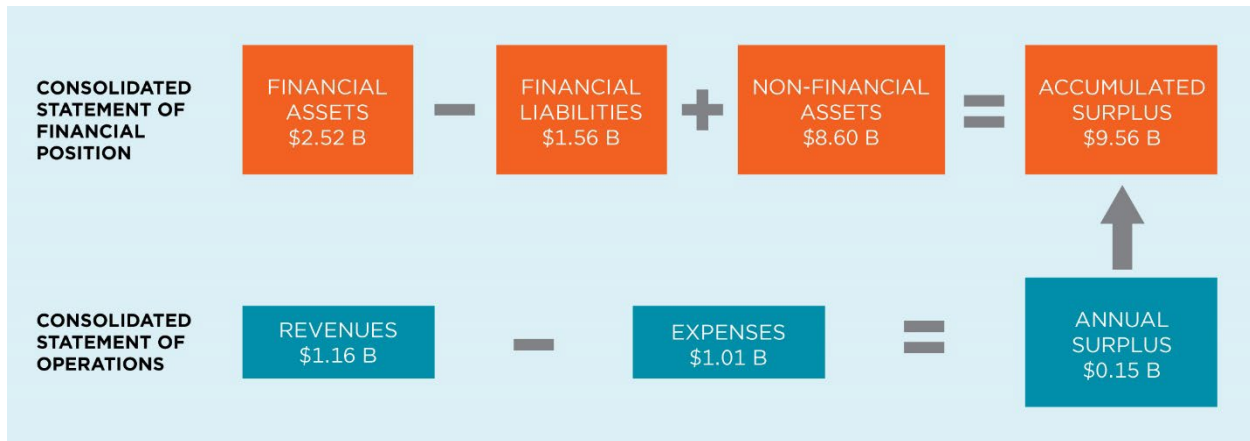 CONSOLIDATED
STATEMENT OF
FINANCIAL
POSITION
FINANCIAL
ASSETS
$2.52 B
FINANCIAL
LIABILITIES
$1.56 B
NON-FINANCIAL
ASSETS
$8.60 B
ACCUMULATED
SURPLUS
$9.56 B
CONSOLIDATED
STATEMENT OF
OPERATIONS
REVENUES
$1.16 B
EXPENSES
$1.01 B
ANNUAL
SURPLUS
$0.15 B